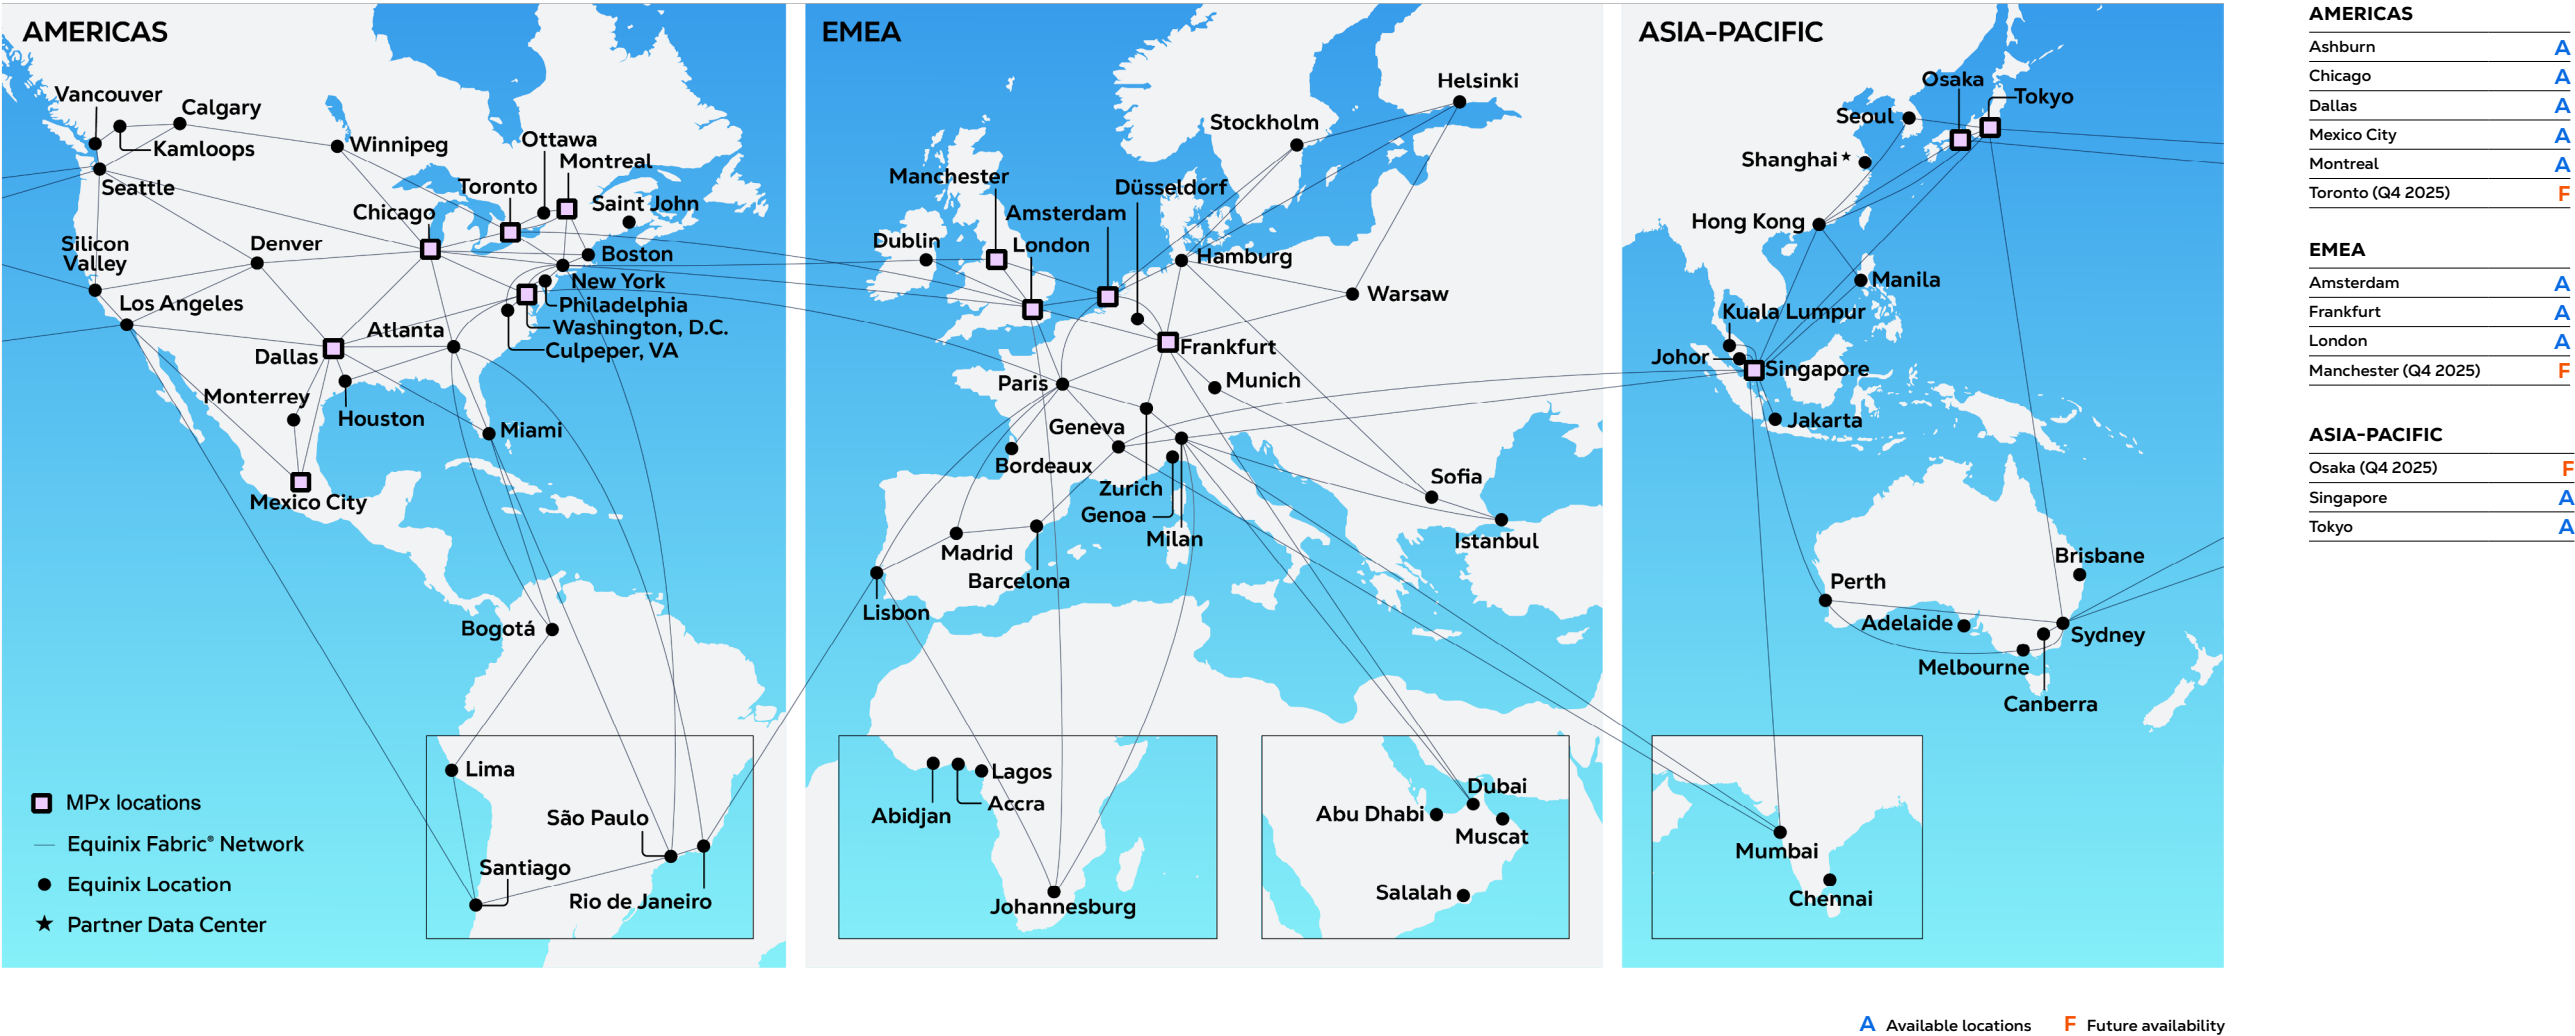 AMERICAS
Vancouver
Calgary
Kamloops
Winnipeg
Ottawa
Montreal
Seattle
Toronto
Saint John
Chicago
Silicon
Valley
Denver
Boston
New York
Los Angeles
Philadelphia
Washington, D.C.
Atlanta
Culpeper, VA
Dallas
Monterrey
Houston
Miami
Mexico City
Bogotá
Lima
São Paulo
Santiago
Rio de Janeiro
MPx locations
Equinix Fabric® Network
Equinix Location
★ Partner Data Center
EMEA
Helsinki
Stockholm
Manchester
Düsseldorf
Amsterdam
Dublin
London
Hamburg
Warsaw
Frankfurt
Paris
Munich
Geneva
Bordeaux
Sofia
Zurich
Genoa
Milan
Istanbul
Madrid
Barcelona
Lisbon
Lagos
Accra
Abidjan
Johannesburg
Dubai
Abu Dhabi
Muscat
Salalah
ASIA-PACIFIC
Osaka
Tokyo
Seoul
Shanghai ★
Hong Kong
Manila
Kuala Lumpur
Johor
Singapore
Jakarta
Brisbane
Perth
Adelaide
Sydney
Melbourne
Canberra
Mumbai
Chennai
AMERICAS
Ashburn A
Chicago A
Dallas A
Mexico City A
Montreal A
Toronto (Q4 2025) F
EMEA
Amsterdam A
Frankfurt A
London A
Manchester (Q4 2025) F
ASIA-PACIFIC
Osaka (Q4 2025) F
Singapore A
Tokyo A
A Available locations F Future availability